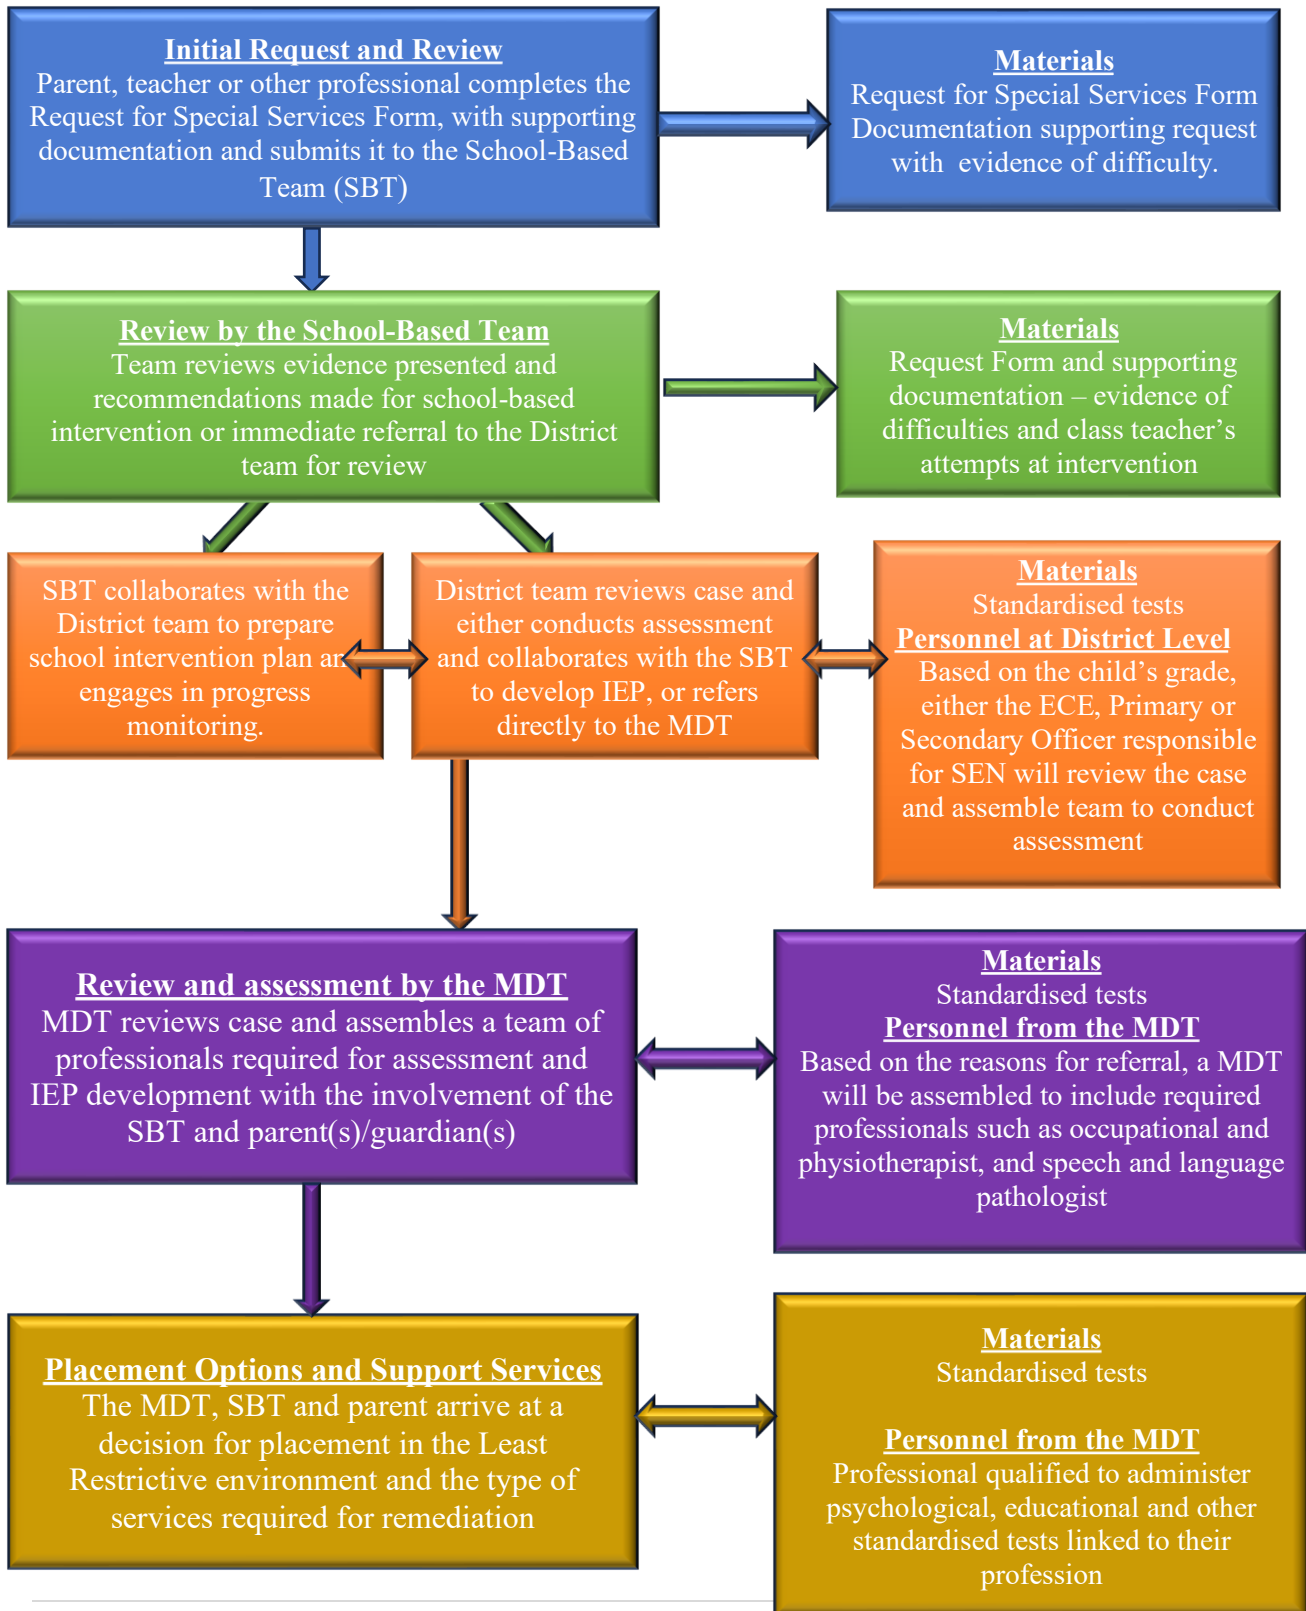 Initial Request and Review
Parent, teacher or other professional completes the
Request for Special Services Form, with supporting
documentation and submits it to the School-Based
Team (SBT)
Materials
Request for Special Services Form
Documentation supporting request
with evidence of difficulty.
Review by the School-Based Team
Team reviews evidence presented and
recommendations made for school-based
intervention or immediate referral to the District
team for review
Materials
Request Form and supporting
documentation – evidence of
difficulties and class teacher's
attempts at intervention
SBT collaborates with the
District team to prepare
school intervention plan an
engages in progress
monitoring.
District team reviews case and
either conducts assessment
and collaborates with the SBT
to develop IEP, or refers
directly to the MDT
Materials
Standardised tests
Personnel at District Level
Based on the child's grade,
either the ECE, Primary or
Secondary Officer responsible
for SEN will review the case
and assemble team to conduct
assessment
Review and assessment by the MDT
MDT reviews case and assembles a team of
professionals required for assessment and
IEP development with the involvement of the
SBT and parent(s)/guardian(s)
Materials
Standardised tests
Personnel from the MDT
Based on the reasons for referral, a MDT
will be assembled to include required
professionals such as occupational and
physiotherapist, and speech and language
pathologist
Placement Options and Support Services
The MDT, SBT and parent arrive at a
decision for placement in the Least
Restrictive environment and the type of
services required for remediation
Materials
Standardised tests
Personnel from the MDT
Professional qualified to administer
psychological, educational and other
standardised tests linked to their
profession